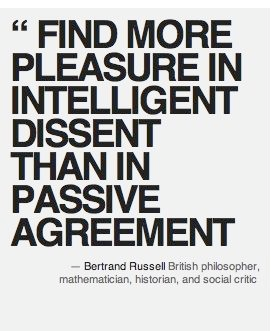 “ FIND MORE
PLEASURE IN
INTELLIGENT
DISSENT
THAN IN
PASSIVE
AGREEMENT
— Bertrand Russell British philosopher,
mathematician, historian, and social critic